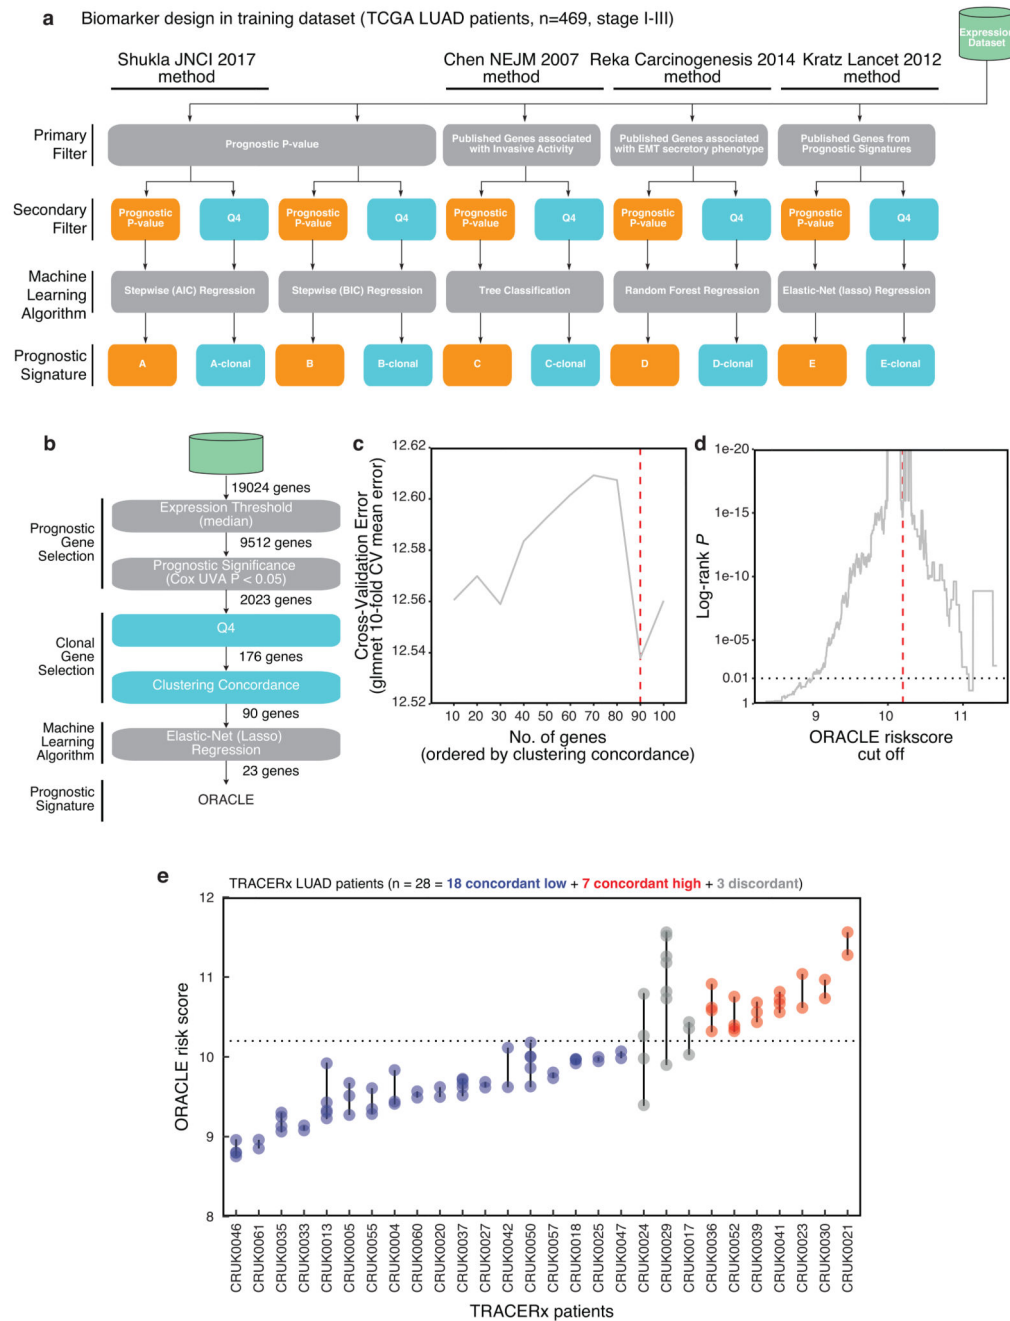 a Biomarker design in training dataset (TCGA LUAD patients, n=469, stage I-III)
Expression
Dataset
Shukla JNCI 2017
method
Chen NEJM 2007
method
Reka Carcinogenesis 2014
method
Kratz Lancet 2012
method
Primary
Filter
Prognostic P-value
Published Genes associated
with Invasive Activity
Published Genes associated
with EMT secretory phenotype
Published Genes from
Prognostic Signatures
Secondary
Filter
Prognostic
P-value
Q4
Prognostic
P-value
Q4
Prognostic
P-value
Q4
Prognostic
P-value
Q4
Prognostic
P-value
Q4
Machine
Learning
Algorithm
Stepwise (AIC) Regression
Stepwise (BIC) Regression
Tree Classification
Random Forest Regression
Elastic-Net (lasso) Regression
Prognostic
Signature
A
A-clonal
B
B-clonal
C
C-clonal
D
D-clonal
E
E-clonal
b
19024 genes
Prognostic
Gene
Selection
Expression Threshold
(median)
9512 genes
Prognostic Significance
(Cox UVA P < 0.05)
2023 genes
Clonal
Gene
Selection
Q4
176 genes
Clustering Concordance
90 genes
Machine
Learning
Algorithm
Elastic-Net (Lasso)
Regression
23 genes
Prognostic
Signature
ORACLE
c
Cross-Validation Error
(glmnet 10-fold CV mean error)
12.62
12.60
12.58
12.56
12.54
12.52
10 20 30 40 50 60 70 80 90 100
No. of genes
(ordered by clustering concordance)
d
Log-rank P
1e-20
1e-15
1e-10
1e-05
0.01
1
9 10 11
ORACLE riskscore
cut off
e
TRACERx LUAD patients (n = 28 = 18 concordant low + 7 concordant high + 3 discordant)
ORACLE risk score
12
11
10
9
8
CRUK0046
CRUK0061
CRUK0035
CRUK0033
CRUK0013
CRUK0005
CRUK0055
CRUK0004
CRUK0060
CRUK0020
CRUK0037
CRUK0027
CRUK0042
CRUK0050
CRUK0057
CRUK0018
CRUK0025
CRUK0047
CRUK0024
CRUK0029
CRUK0017
CRUK0036
CRUK0052
CRUK0039
CRUK0041
CRUK0023
CRUK0030
CRUK0021
TRACERx patients